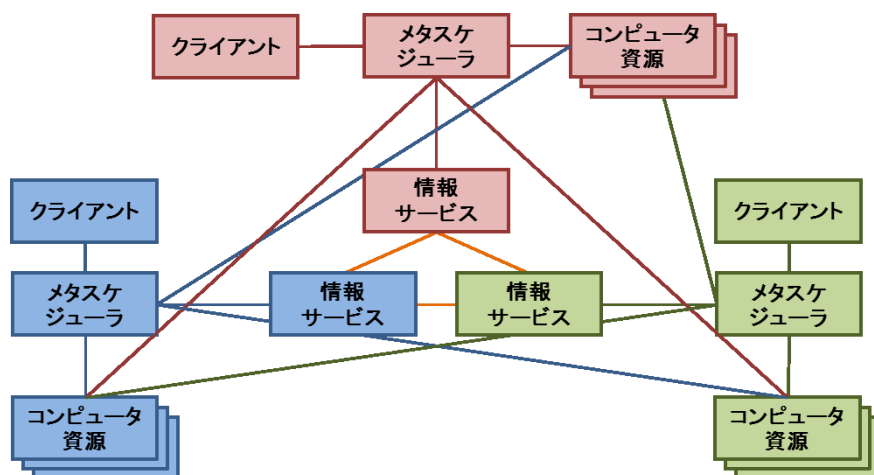 クライアント
メタスケ
ジューラ
コンピュータ
資源
情報
サービス
クライアント
メタスケ
ジューラ
情報
サービス
情報
サービス
クライアント
メタスケ
ジューラ
コンピュータ
資源
コンピュータ
資源